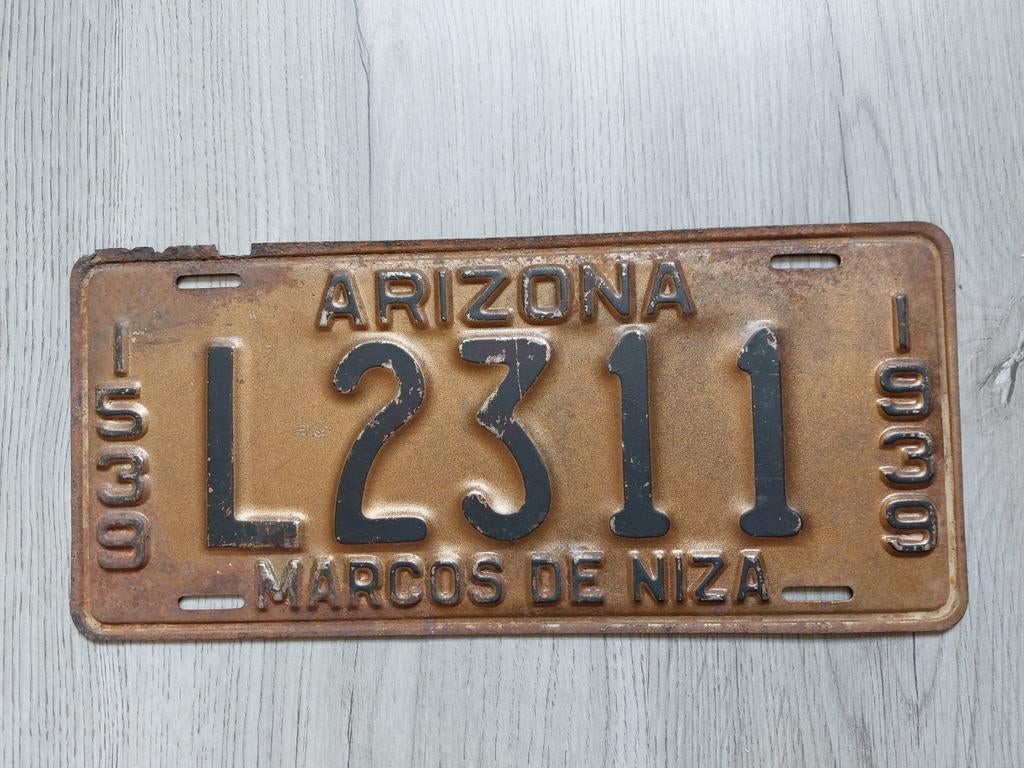 ARIZONA
1539
L2311
1939
MARCOS DE NIZA